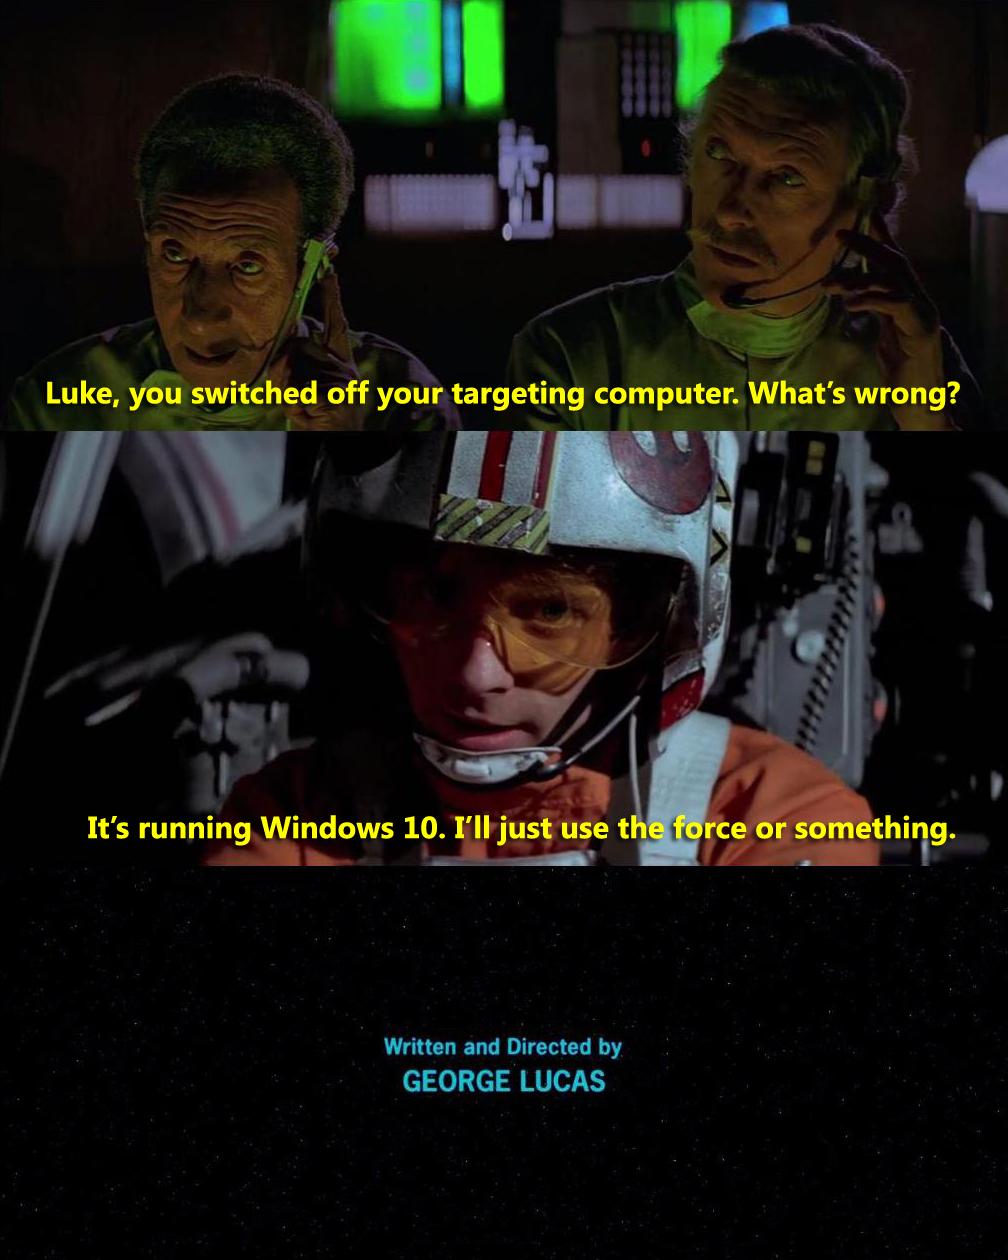 Luke, you switched off your targeting computer. What's wrong?
It's running Windows 10. I'll just use the force or something.
Written and Directed by
GEORGE LUCAS